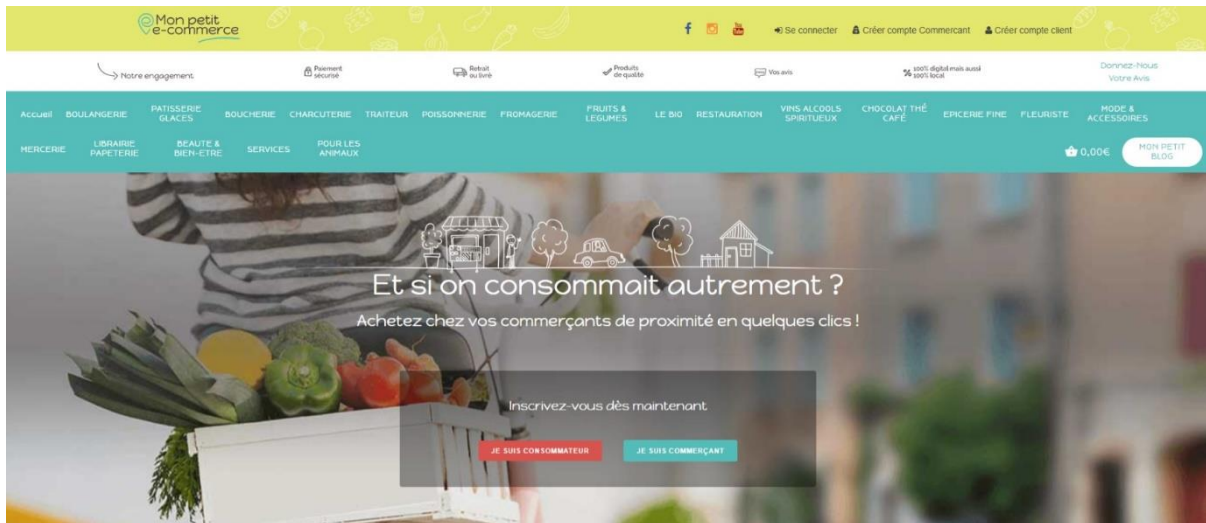 Mon petit
e-commerce
Se connecter
Créer compte Commercant
Créer compte client
Notre engagement
Paiement
sécurisé
Retrait
ou livré
Produits
de qualité
Vos avis
100% digital mais aussi
100% local
Donnez-Nous
Votre Avis
Accueil
BOULANGERIE
PATISSERIE
GLACES
BOUCHERIE
CHARCUTERIE
TRAITEUR
POISSONNERIE
FROMAGERIE
FRUITS &
LEGUMES
LE BIO
RESTAURATION
VINS ALCOOLS
SPIRITUEUX
CHOCOLAT THÉ
CAFÉ
EPICERIE FINE
FLEURISTE
MODE &
ACCESSOIRES
MERCERIE
LIBRAIRIE
PAPETERIE
BEAUTE &
BIEN-ETRE
SERVICES
POUR LES
ANIMAUX
0,00€
MON PETIT
BLOG
Et si on consommait autrement ?
Achetez chez vos commerçants de proximité en quelques clics !
Inscrivez-vous dès maintenant
JE SUIS CONSOMMATEUR
JE SUIS COMMERÇANT